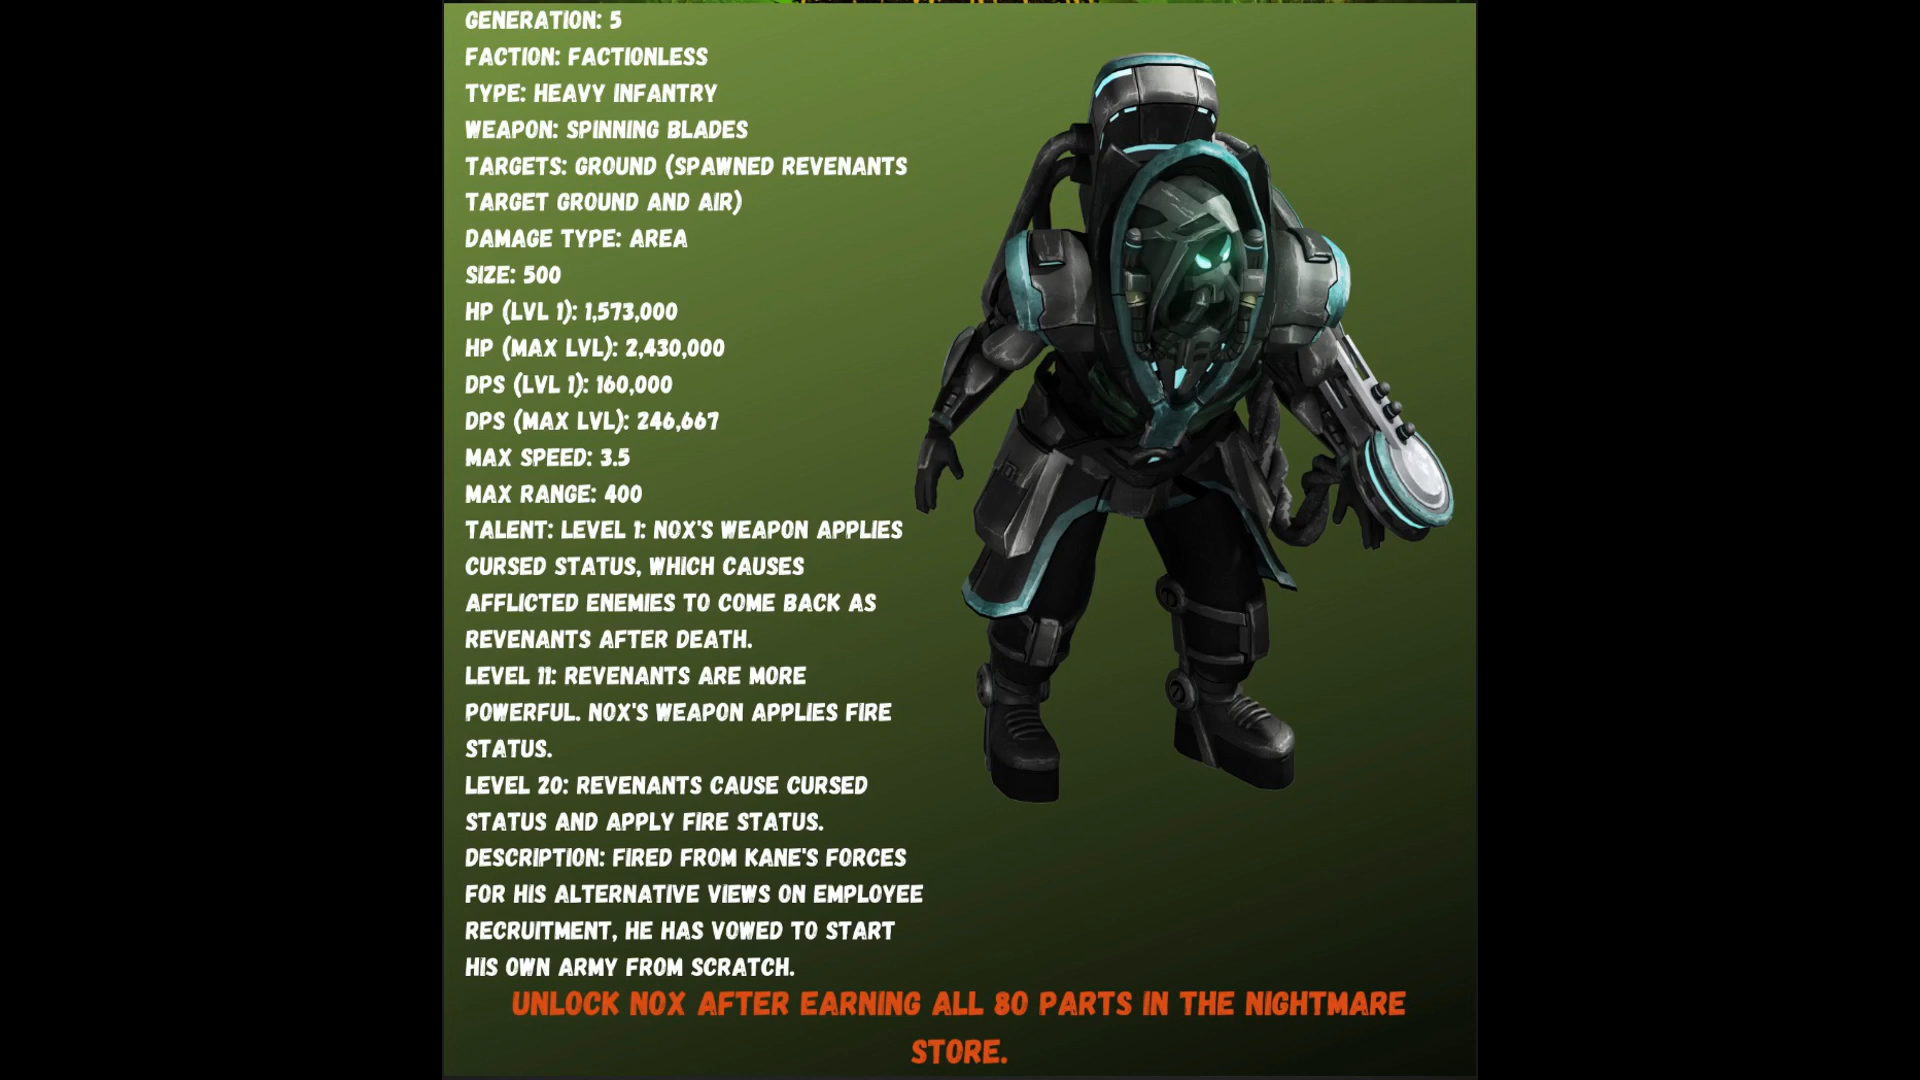 GENERATION: 5
FACTION: FACTIONLESS
TYPE: HEAVY INFANTRY
WEAPON: SPINNING BLADES
TARGETS: GROUND (SPAWNED REVENANTS
TARGET GROUND AND AIR)
DAMAGE TYPE: AREA
SIZE: 500
HP (LVL 1): 1,573,000
HP (MAX LVL): 2,430,000
DPS (LVL 1): 160,000
DPS (MAX LVL): 246,667
MAX SPEED: 3.5
MAX RANGE: 400
TALENT: LEVEL 1: NOX'S WEAPON APPLIES
CURSED STATUS, WHICH CAUSES
AFFLICTED ENEMIES TO COME BACK AS
REVENANTS AFTER DEATH.
LEVEL 11: REVENANTS ARE MORE
POWERFUL. NOX'S WEAPON APPLIES FIRE
STATUS.
LEVEL 20: REVENANTS CAUSE CURSED
STATUS AND APPLY FIRE STATUS.
DESCRIPTION: FIRED FROM KANE'S FORCES
FOR HIS ALTERNATIVE VIEWS ON EMPLOYEE
RECRUITMENT, HE HAS VOWED TO START
HIS OWN ARMY FROM SCRATCH.
UNLOCK NOX AFTER EARNING ALL 80 PARTS IN THE NIGHTMARE
STORE.